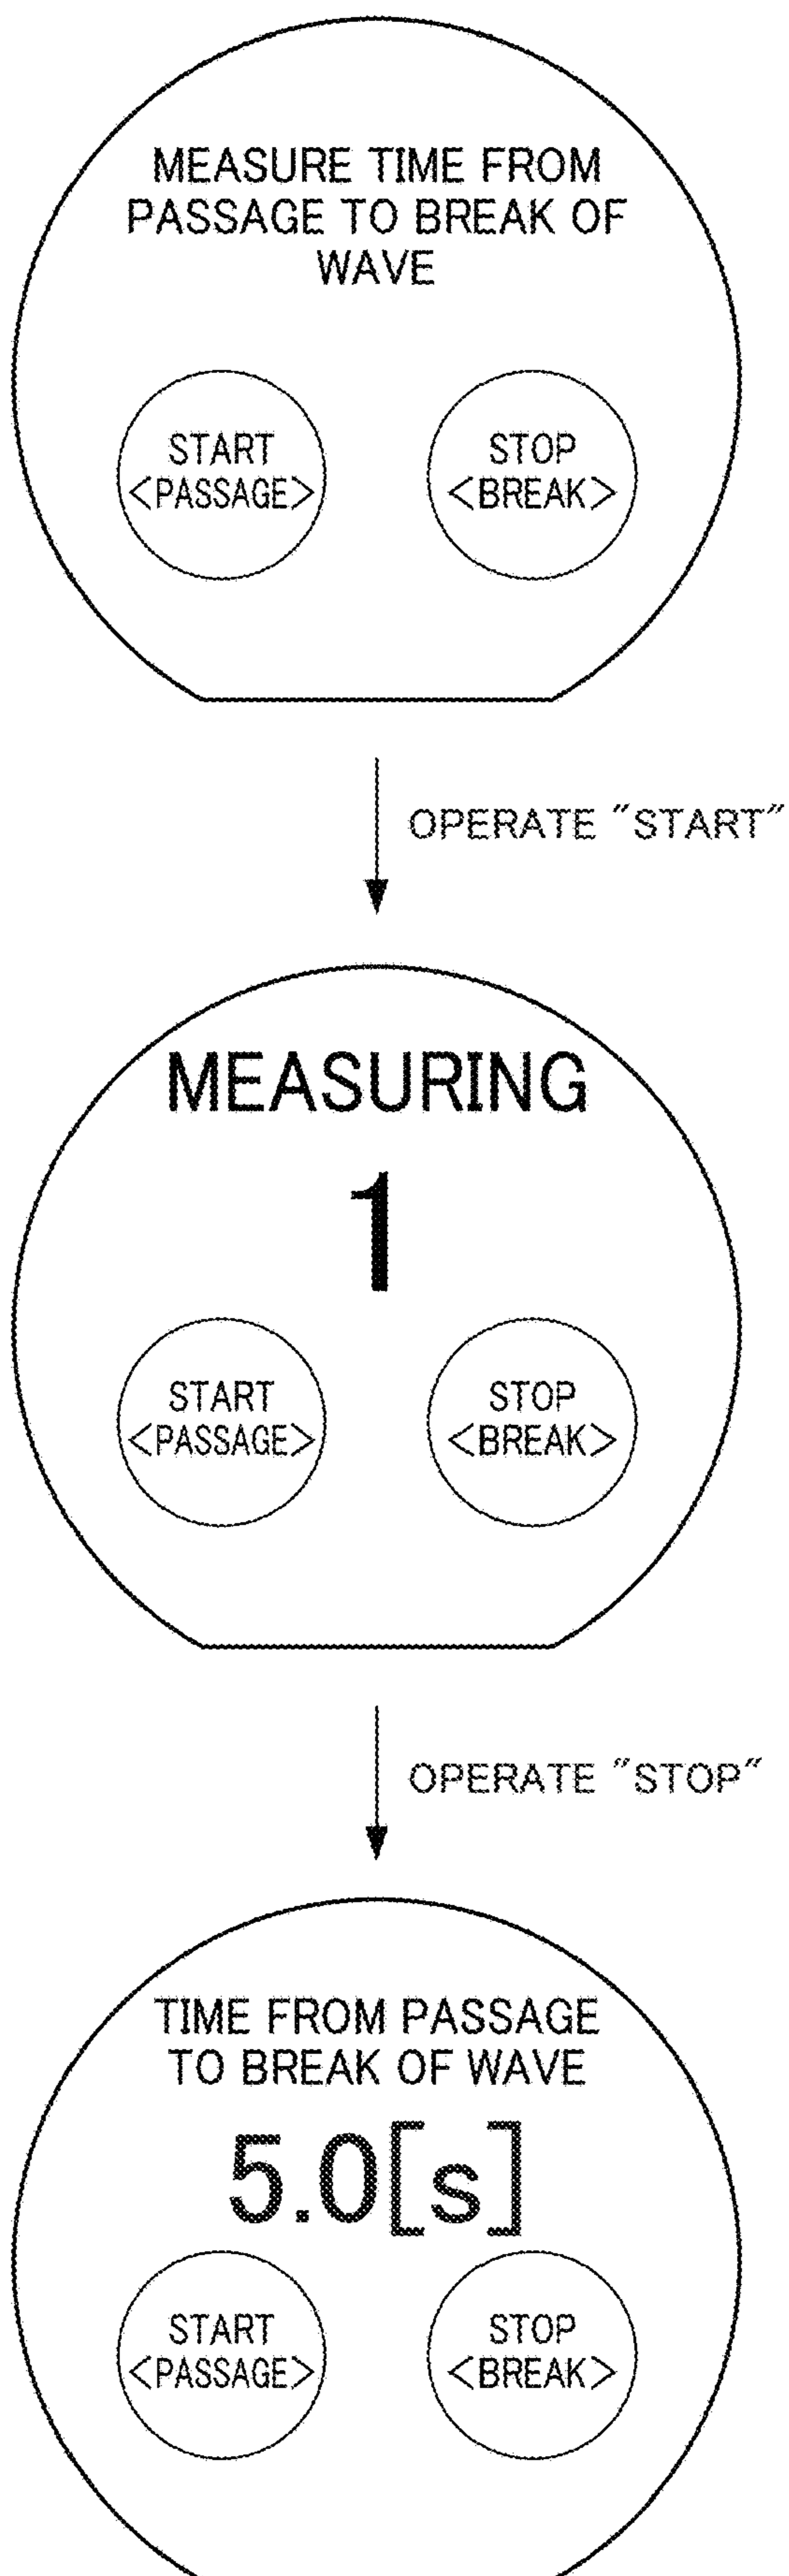 MEASURE TIME FROM
PASSAGE TO BREAK OF
WAVE
START
<PASSAGE>
STOP
<BREAK>
OPERATE "START"
MEASURING
1
START
<PASSAGE>
STOP
<BREAK>
OPERATE "STOP"
TIME FROM PASSAGE
TO BREAK OF WAVE
5.0[s]
START
<PASSAGE>
STOP
<BREAK>